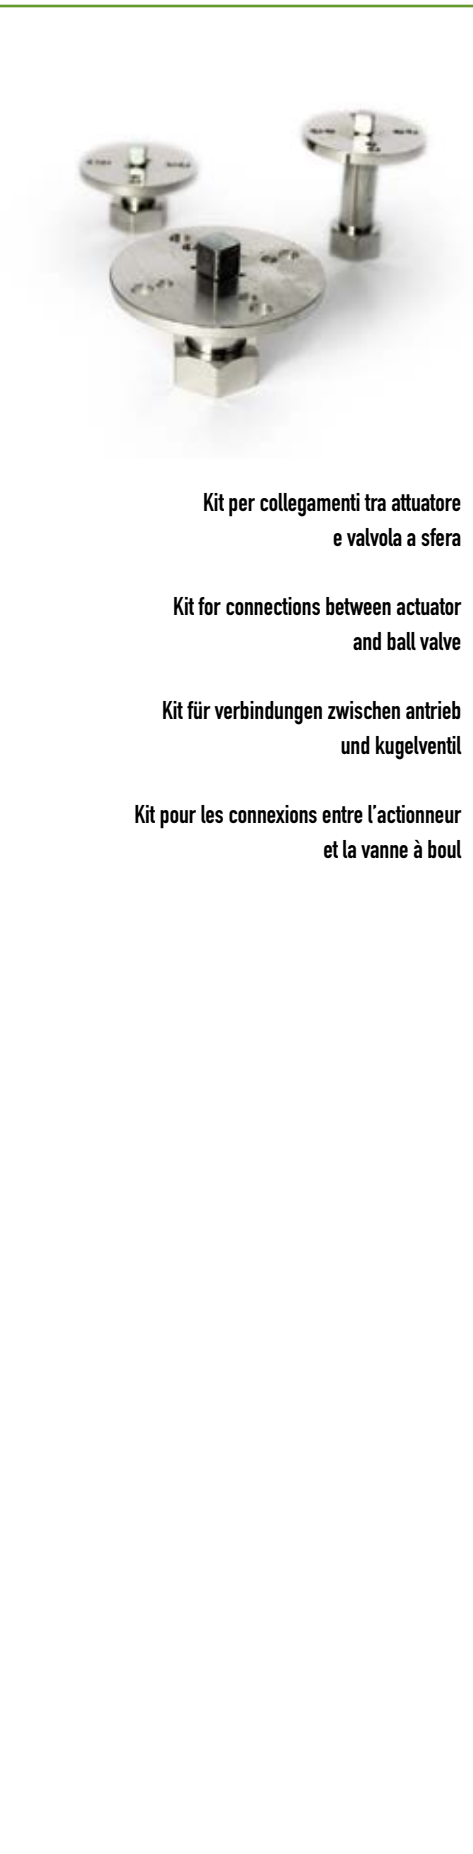 Kit per collegamenti tra attuatore
e valvola a sfera
Kit for connections between actuator
and ball valve
Kit für verbindungen zwischen antrieb
und kugelventil
Kit pour les connexions entre l'actionneur
et la vanne à boul